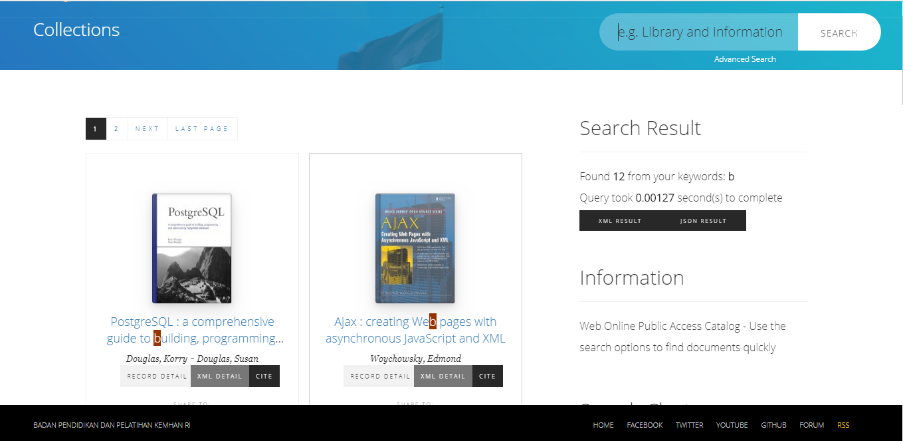 Collections
e.g. Library and Information
SEARCH
Advanced Search
1 2 NEXT LAST PAGE
PostgreSQL
PostgreSQL : a comprehensive
guide to building, programming...
Douglas, Korry - Douglas, Susan
RECORD DETAIL XML DETAIL CITE
SHARE TO
AJAX
Creating Web Pages with
Asynchronous JavaScript and XML
Ajax : creating Web pages with
asynchronous JavaScript and XML
Woychowsky, Edmond
RECORD DETAIL XML DETAIL CITE
SHARE TO
Search Result
Found 12 from your keywords: b
Query took 0.00127 second(s) to complete
XML RESULT JSON RESULT
Information
Web Online Public Access Catalog - Use the
search options to find documents quickly
BADAN PENDIDIKAN DAN PELATIHAN KEMHAN RI
HOME FACEBOOK TWITTER YOUTUBE GITHUB FORUM RSS